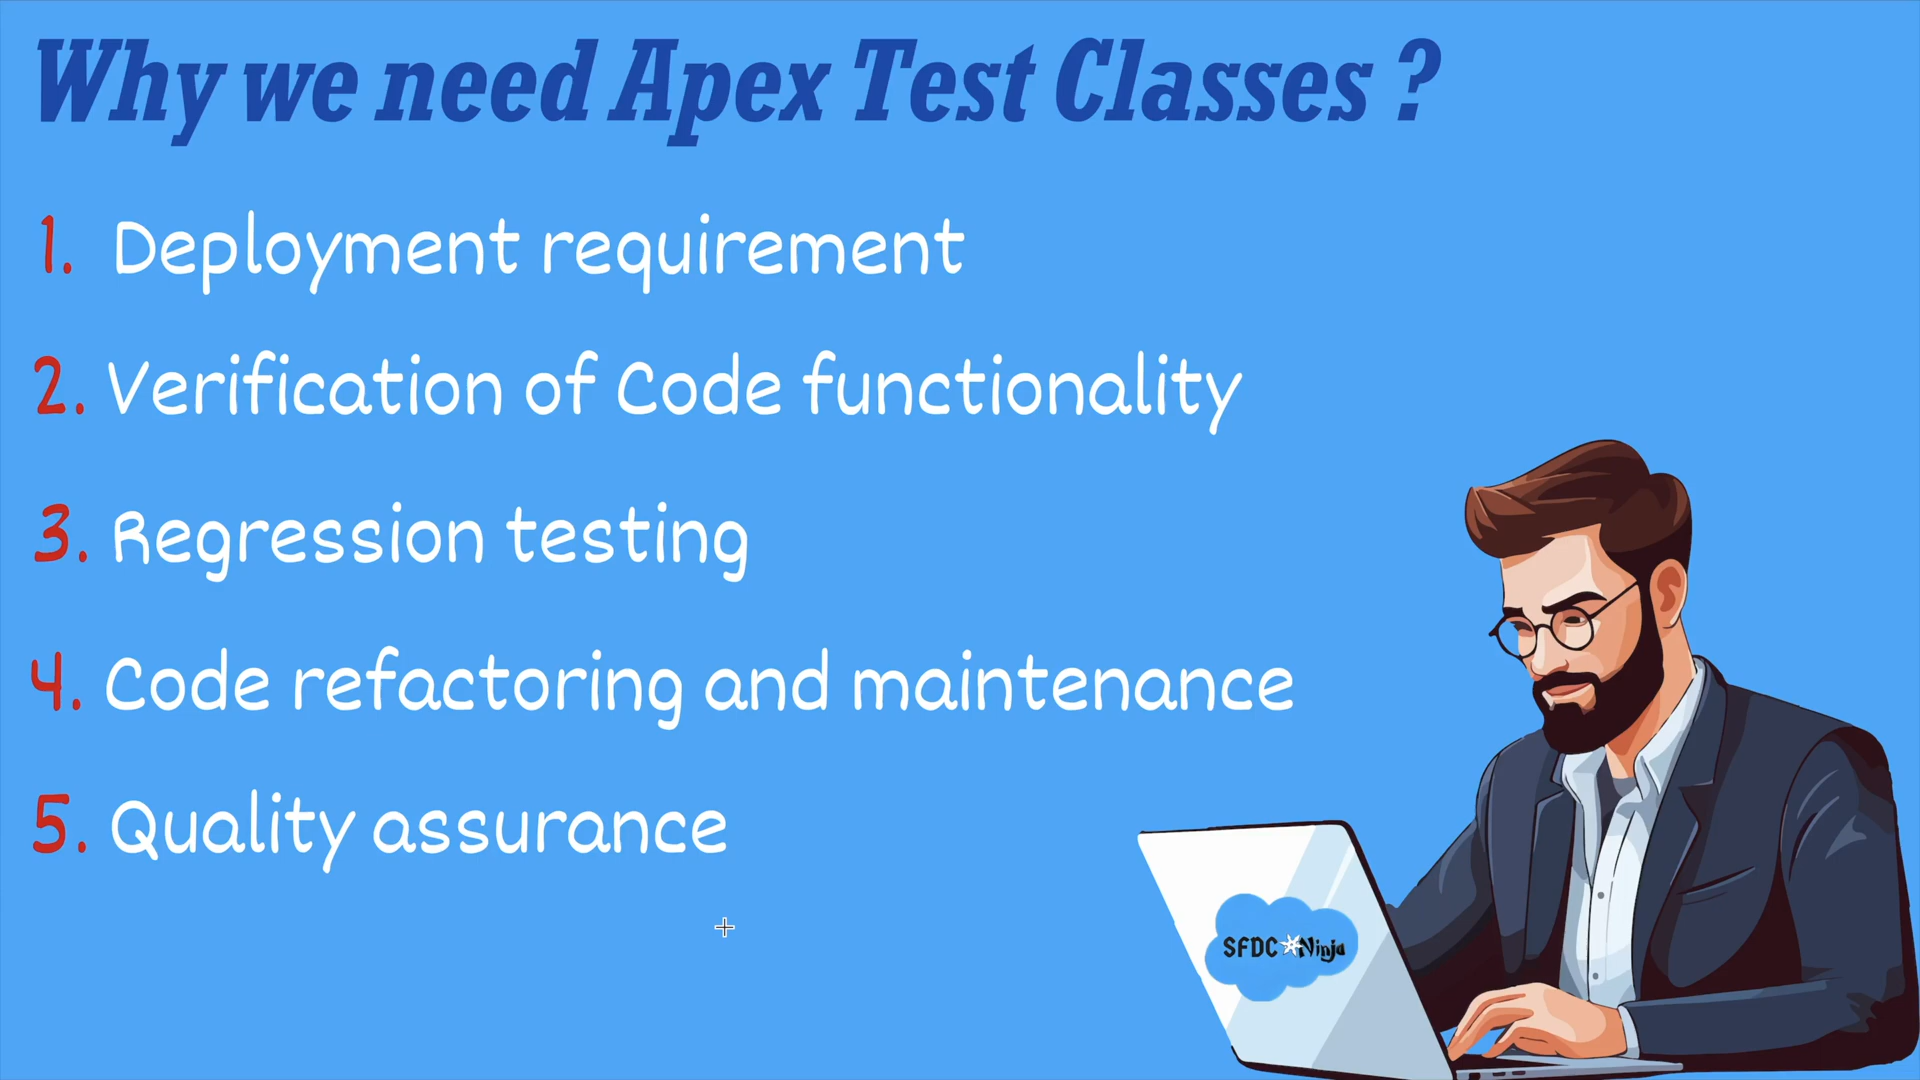 Why we need Apex Test Classes ?
1. Deployment requirement
2. Verification of Code functionality
3. Regression testing
4. Code refactoring and maintenance
5. Quality assurance
SFDC Ninja